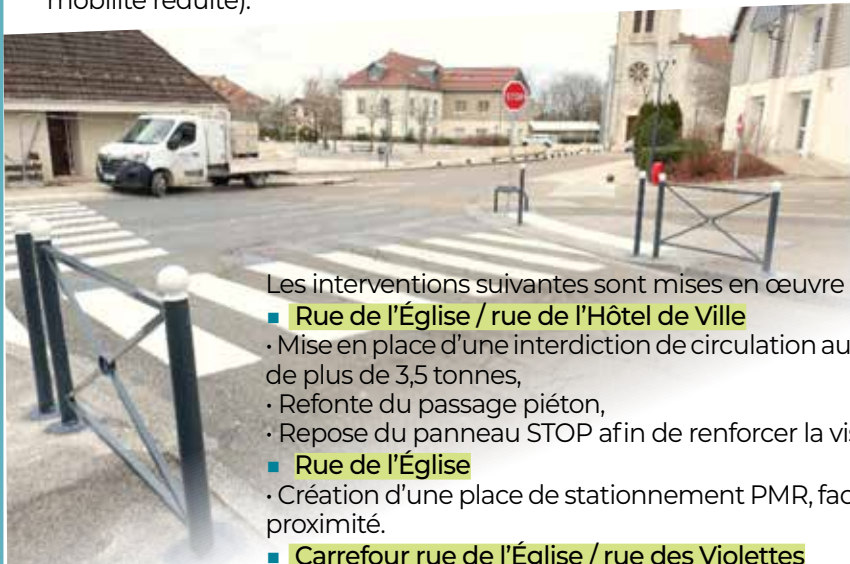 mobilité réduite).
STOP
Les interventions suivantes sont mises en œuvre
Rue de l'Église / rue de l'Hôtel de Ville
· Mise en place d'une interdiction de circulation au
de plus de 3,5 tonnes,
· Refonte du passage piéton,
· Repose du panneau STOP afin de renforcer la vis
Rue de l'Église
· Création d'une place de stationnement PMR, fac
proximité.
Carrefour rue de l'Église / rue des Violettes